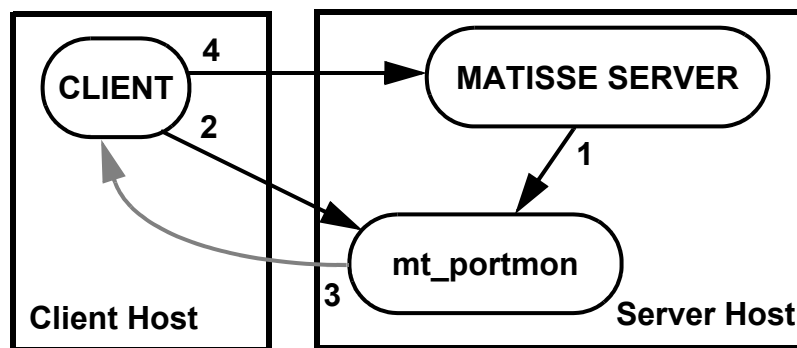 4
CLIENT
MATISSE SERVER
2
1
mt_portmon
3
Client Host
Server Host